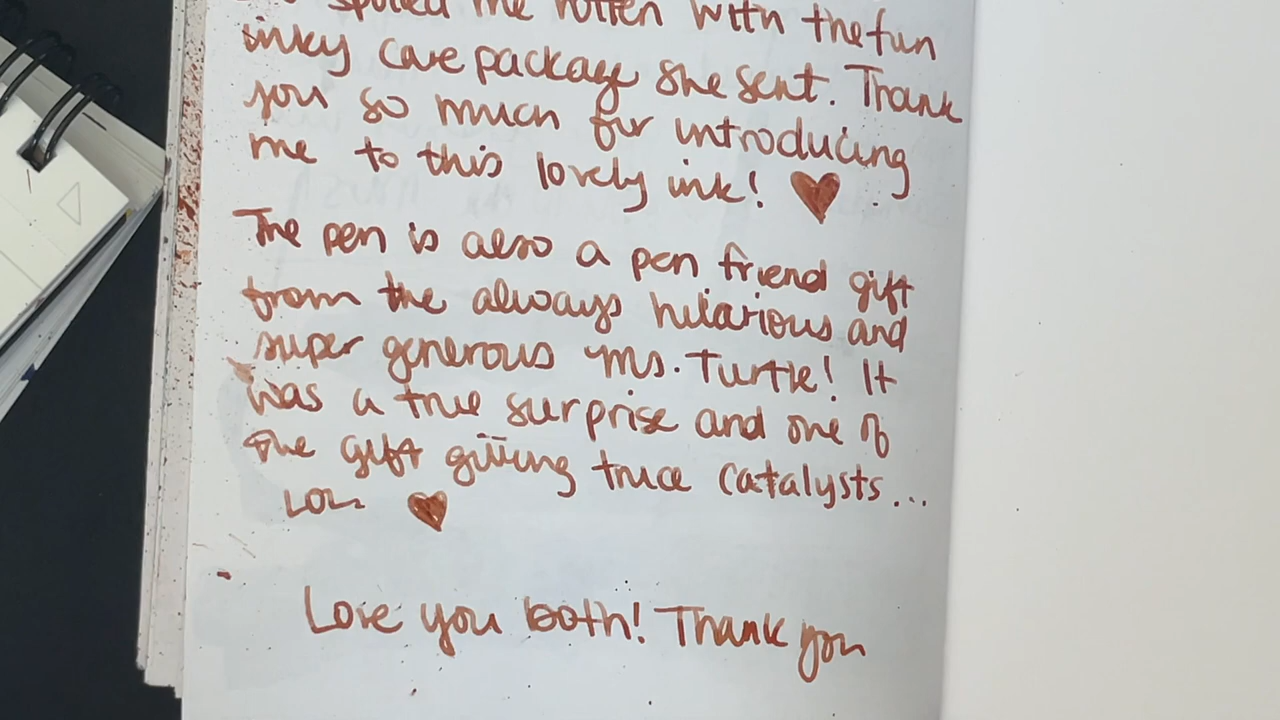 spoiled me rotten with the fun
inky care package she sent. Thank
you so much for introducing
me to this lovely ink!
The pen is also a pen friend gift
from the always hilarious and
super generous Ms. Turtle! It
was a true surprise and one of
the gift giving truce catalysts...
LOL
Love you both! Thank you